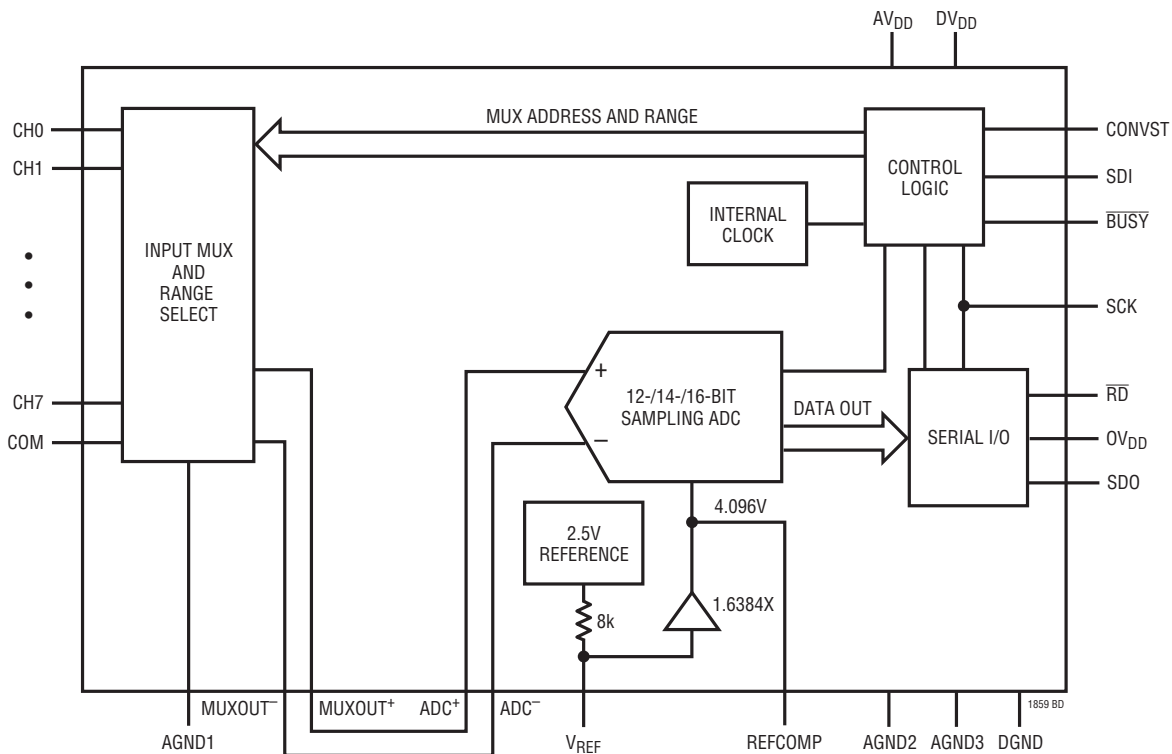 AVDD DVDD
CH0
MUX ADDRESS AND RANGE
CONVST
CH1
CONTROL
LOGIC
SDI
INTERNAL
CLOCK
BUSY
INPUT MUX
AND
RANGE
SELECT
SCK
+
12-/14-/16-BIT
SAMPLING ADC
–
DATA OUT
RD
CH7
SERIAL I/O
OVDD
COM
SDO
4.096V
2.5V
REFERENCE
1.6384X
8k
MUXOUT– MUXOUT+ ADC+ ADC–
1859 BD
AGND1 VREF REFCOMP AGND2 AGND3 DGND